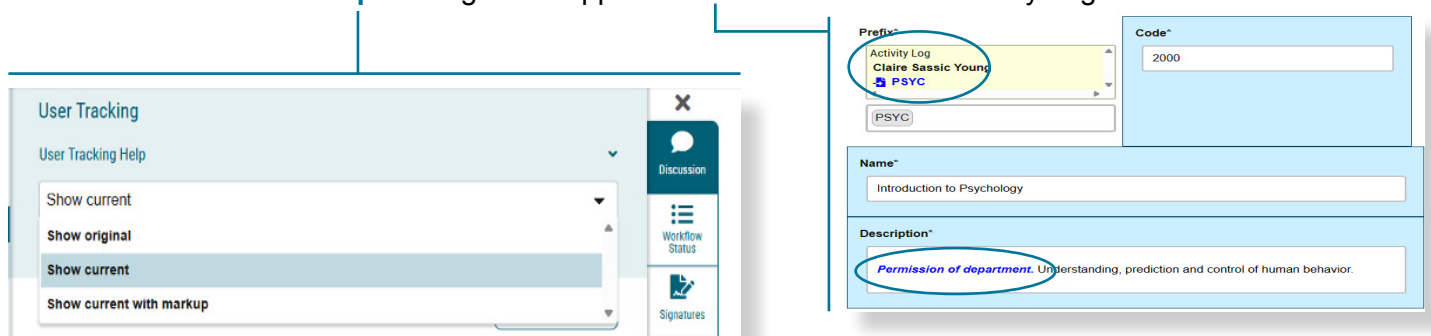 User Tracking
User Tracking Help
Show current
Show original
Show current
Show current with markup
Discussion
Workflow
Status
Signatures
Prefix*
Activity Log
Claire Sassic Young
PSYC
PSYC
Code*
2000
Name*
Introduction to Psychology
Description*
Permission of department. Understanding, prediction and control of human behavior.